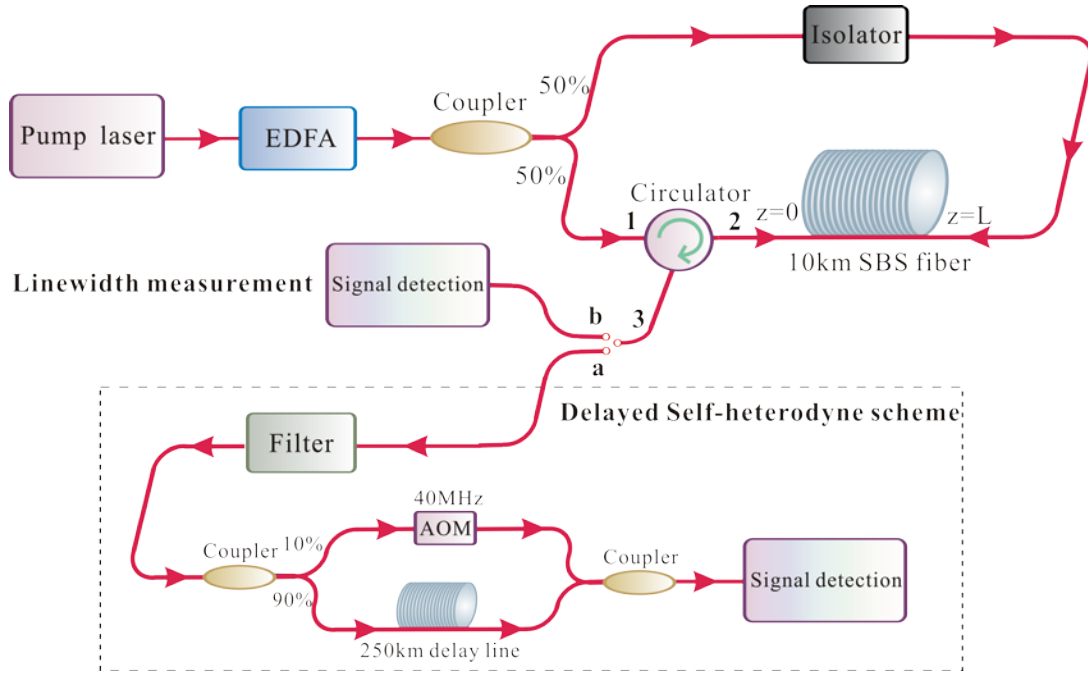 Isolator
50%
Coupler
Pump laser
EDFA
50%
Circulator
1
2
z=0
z=L
10km SBS fiber
Linewidth measurement
Signal detection
b
3
a
Delayed Self-heterodyne scheme
Filter
40MHz
AOM
Coupler
10%
90%
Coupler
Signal detection
250km delay line